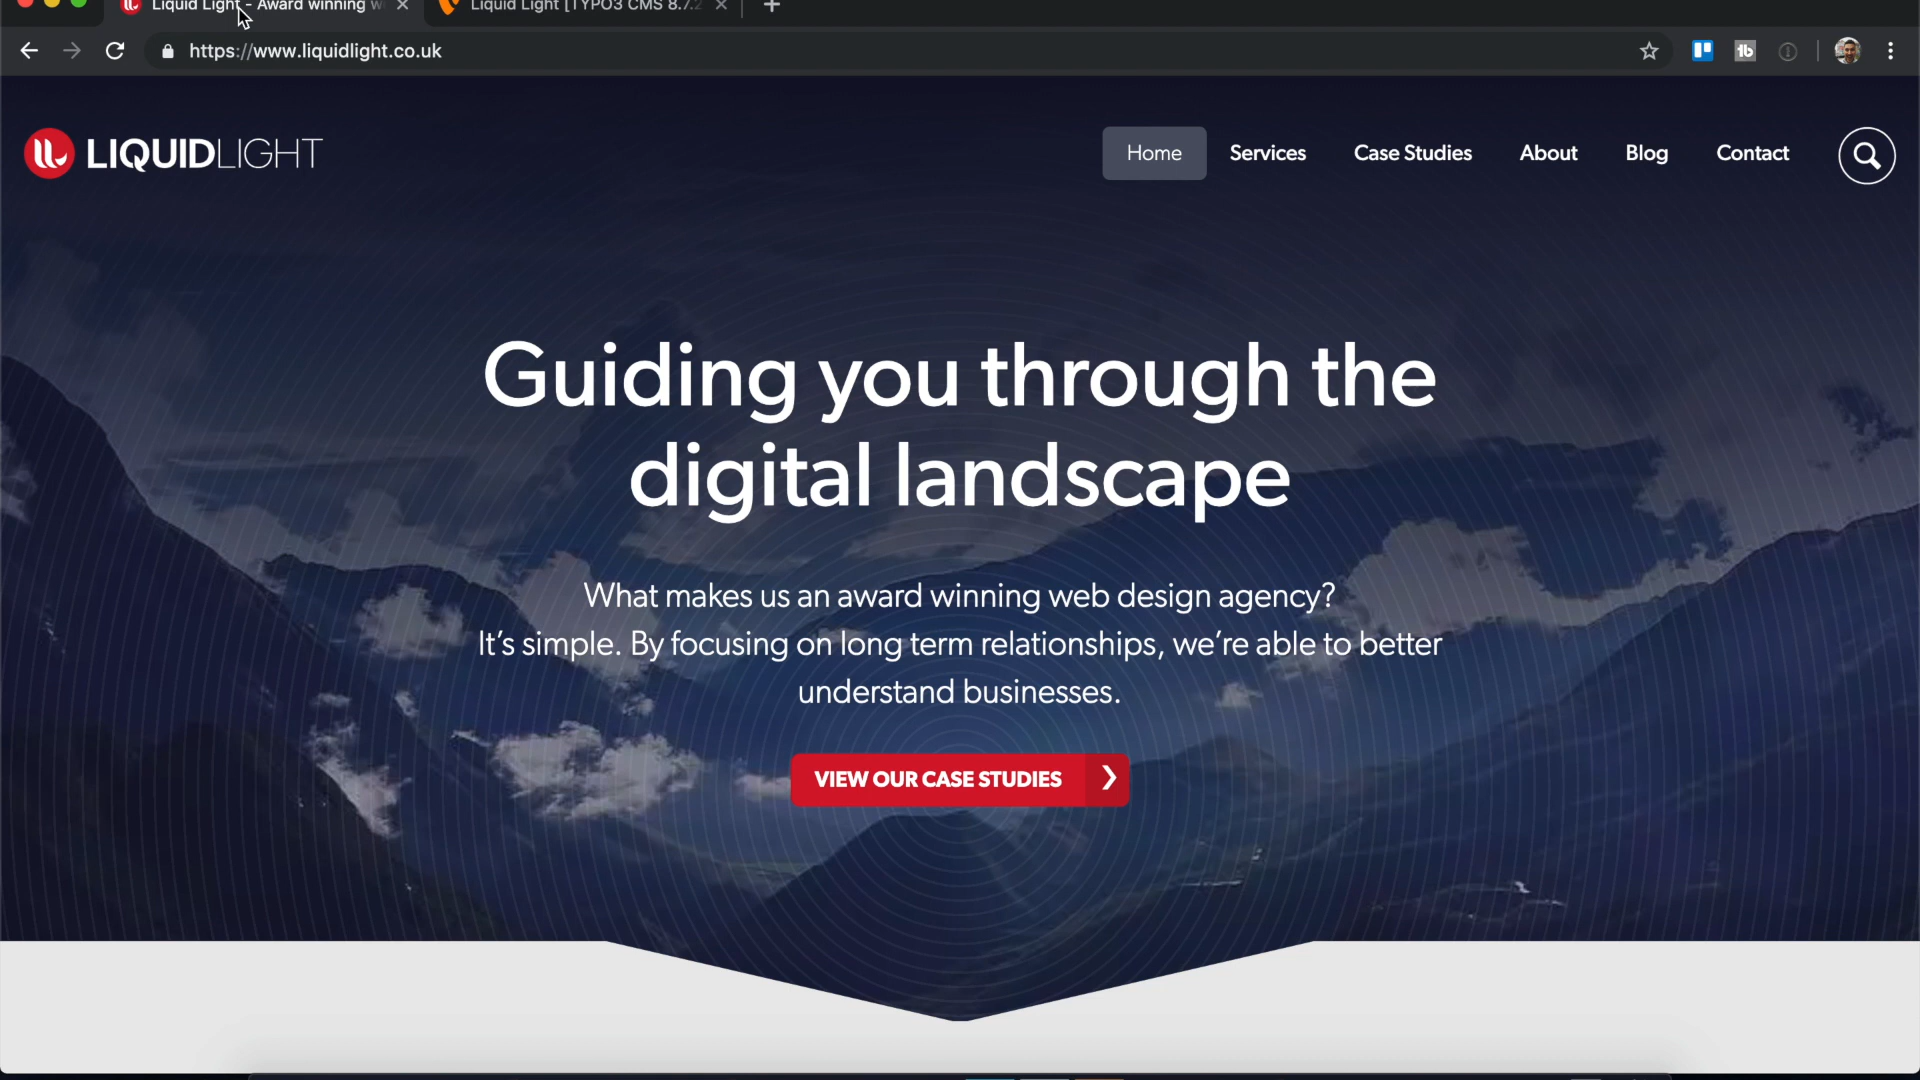 Liquid Light - Award winning w
Liquid Light [TYPO3 CMS 8.7.2
https://www.liquidlight.co.uk
LIQUIDLIGHT
Home
Services
Case Studies
About
Blog
Contact
Guiding you through the
digital landscape
What makes us an award winning web design agency?
It's simple. By focusing on long term relationships, we're able to better
understand businesses.
VIEW OUR CASE STUDIES